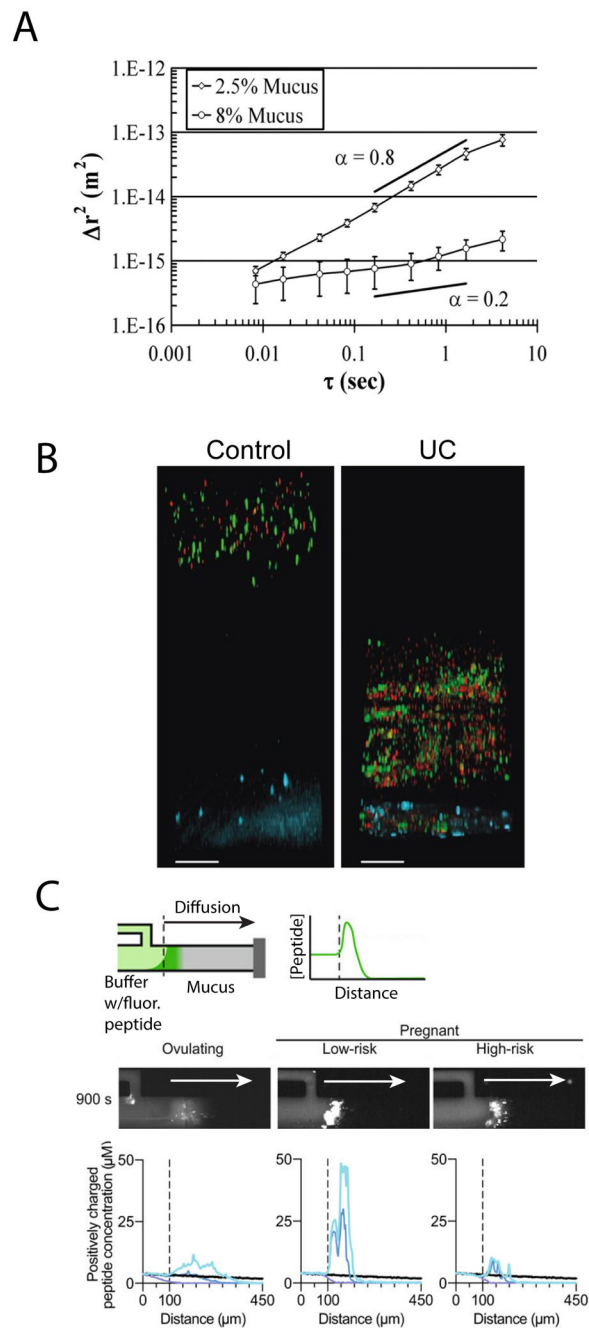 A
1.E-12
1.E-13
1.E-14
1.E-15
1.E-16
Δr² (m²)
2.5% Mucus
8% Mucus
α = 0.8
α = 0.2
0.001 0.01 0.1 1 10
τ (sec)
B
Control UC
C
Diffusion
Buffer
w/fluor.
peptide
Mucus
[Peptide]
Distance
Pregnant
Ovulating Low-risk High-risk
900 s
Positively charged
peptide concentration (µM)
50 50 50
25 25 25
0 0 0
0 100 450 0 100 450 0 100 450
Distance (µm) Distance (µm) Distance (µm)